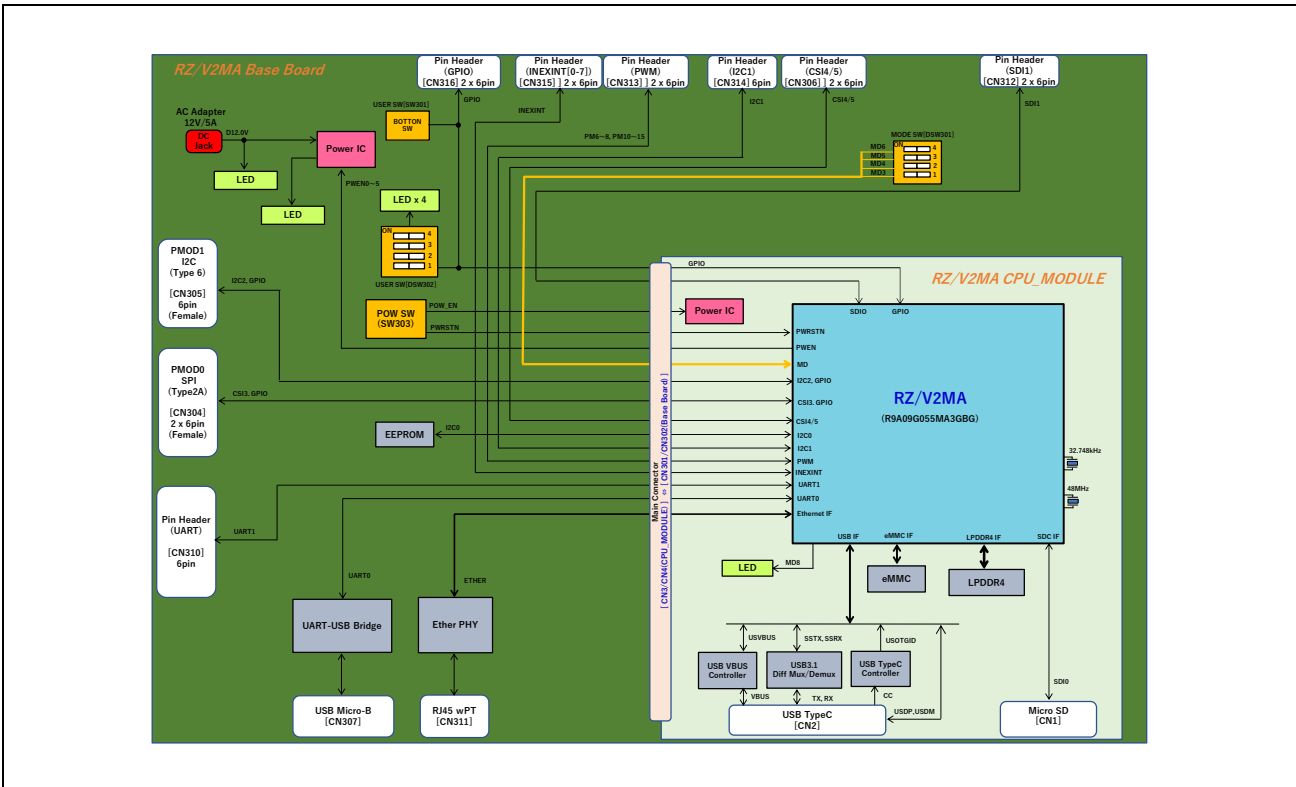 RZ/V2MA Base Board
Pin Header
(GPIO)
[CN316] 2 x 6pin
Pin Header
(INEXINT[0-7])
[CN315] 2 x 6pin
Pin Header
(PWM)
[CN313] 2 x 6pin
Pin Header
(I2C1)
[CN314] 6pin
Pin Header
(CSI4/5)
[CN306] 2 x 6pin
Pin Header
(SDI1)
[CN312] 2 x 6pin
GPIO
INEXINT
I2C1
CSI4/5
SDI1
USER SW[SW301]
BOTTON
SW
AC Adapter
12V/5A
DC
Jack
D12.0V
Power IC
LED
LED
PWEN0~5
PM6~8, PM10~15
MODE SW[DSW301]
ON
4
3
2
1
MD6
MD5
MD4
MD3
LED x 4
ON
4
3
2
1
USER SW[DSW302]
PMOD1
I2C
(Type 6)
[CN305]
6pin
(Female)
I2C2, GPIO
POW SW
(SW303)
POW_EN
PWRSTN
PMOD0
SPI
(Type2A)
[CN304]
2 x 6pin
(Female)
CSI3. GPIO
EEPROM
I2C0
Pin Header
(UART)
[CN310]
6pin
UART1
UART0
ETHER
UART-USB Bridge
Ether PHY
USB Micro-B
[CN307]
RJ45 wPT
[CN311]
Main Connector
[ CN3/CN4(CPU_MODULE) ] ⇔ [ CN301/CN302(Base Board) ]
GPIO
RZ/V2MA CPU_MODULE
Power IC
SDIO
GPIO
PWRSTN
PWEN
MD
I2C2, GPIO
CSI3. GPIO
CSI4/5
I2C0
I2C1
PWM
INEXINT
UART1
UART0
Ethernet IF
RZ/V2MA
(R9A09G055MA3GBG)
32.748kHz
48MHz
USB IF
eMMC IF
LPDDR4 IF
SDC IF
LED
MD8
eMMC
LPDDR4
USVBUS
SSTX, SSRX
USOTGID
USB VBUS
Controller
USB3.1
Diff Mux/Demux
USB TypeC
Controller
VBUS
TX, RX
CC
USDP,USDM
SDI0
USB TypeC
[CN2]
Micro SD
[CN1]